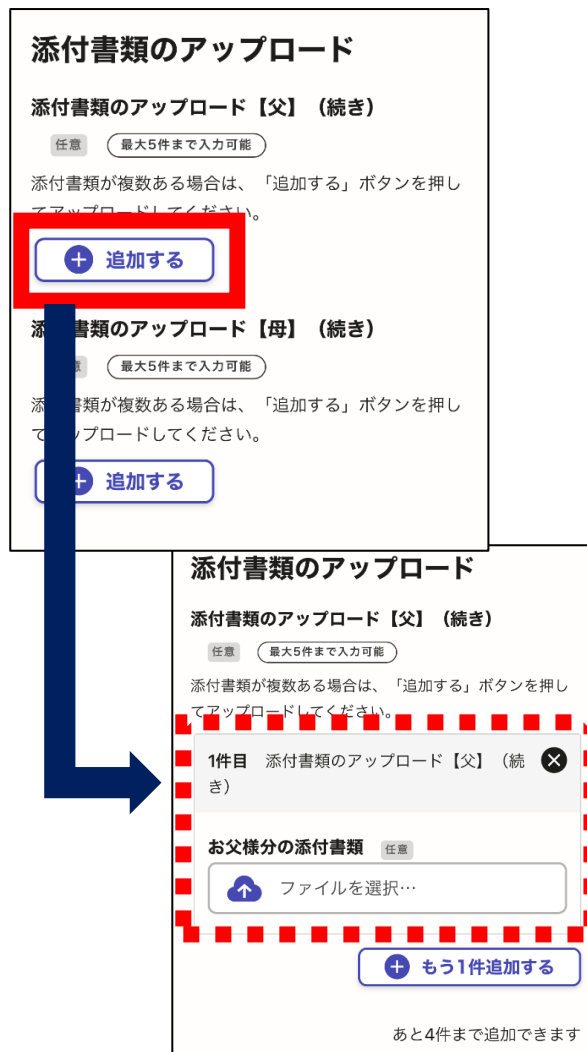 添付書類のアップロード
添付書類のアップロード【父】（続き）
任意 最大5件まで入力可能
添付書類が複数ある場合は、「追加する」ボタンを押し
てアップロードしてください。
追加する
添 書類のアップロード【母】（続き）
最大5件まで入力可能
添 書類が複数ある場合は、「追加する」ボタンを押し
て ップロードしてください。
追加する
添付書類のアップロード
添付書類のアップロード【父】（続き）
任意 最大5件まで入力可能
添付書類が複数ある場合は、「追加する」ボタンを押し
てアップロードしてください。
1件目 添付書類のアップロード【父】（続
き）
お父様分の添付書類 任意
ファイルを選択…
もう1件追加する
あと4件まで追加できます